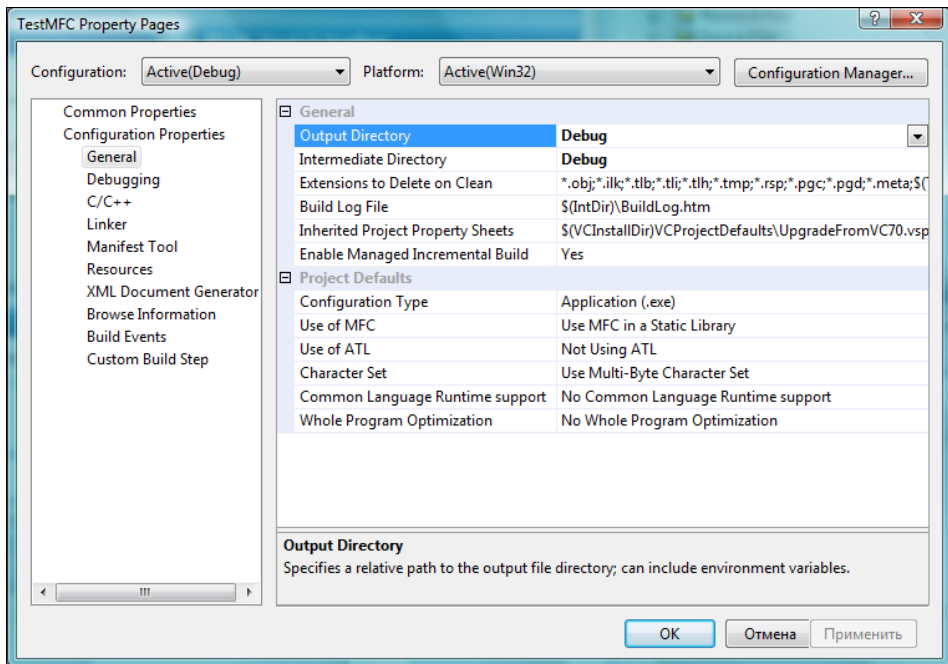 TestMFC Property Pages
Configuration: Active(Debug) Platform: Active(Win32) Configuration Manager...
Common Properties
Configuration Properties
General
Debugging
C/C++
Linker
Manifest Tool
Resources
XML Document Generator
Browse Information
Build Events
Custom Build Step
General
Output Directory Debug
Intermediate Directory Debug
Extensions to Delete on Clean *.obj;*.ilk;*.tlb;*.tli;*.tlh;*.tmp;*.rsp;*.pgc;*.pgd;*.meta;$(
Build Log File $(IntDir)\BuildLog.htm
Inherited Project Property Sheets $(VCInstallDir)VCProjectDefaults\UpgradeFromVC70.vsp
Enable Managed Incremental Build Yes
Project Defaults
Configuration Type Application (.exe)
Use of MFC Use MFC in a Static Library
Use of ATL Not Using ATL
Character Set Use Multi-Byte Character Set
Common Language Runtime support No Common Language Runtime support
Whole Program Optimization No Whole Program Optimization
Output Directory
Specifies a relative path to the output file directory; can include environment variables.
OK Отмена Применить